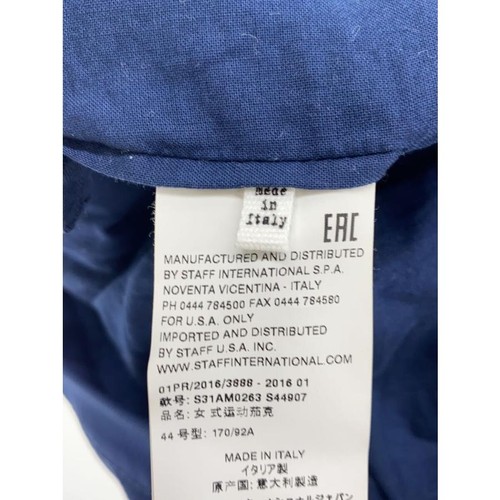 made
in
Italy
EAC
MANUFACTURED AND DISTRIBUTED
BY STAFF INTERNATIONAL S.P.A.
NOVENTA VICENTINA - ITALY
PH 0444 784500 FAX 0444 784580
FOR U.S.A. ONLY
IMPORTED AND DISTRIBUTED
BY STAFF U.S.A. INC.
WWW.STAFFINTERNATIONAL.COM
01PR/2016/3888 - 2016 01
款号: S31AM0263 S44907
品名: 女式运动茄克
44 号型: 170/92A
MADE IN ITALY
イタリア製
原产国: 意大利制造